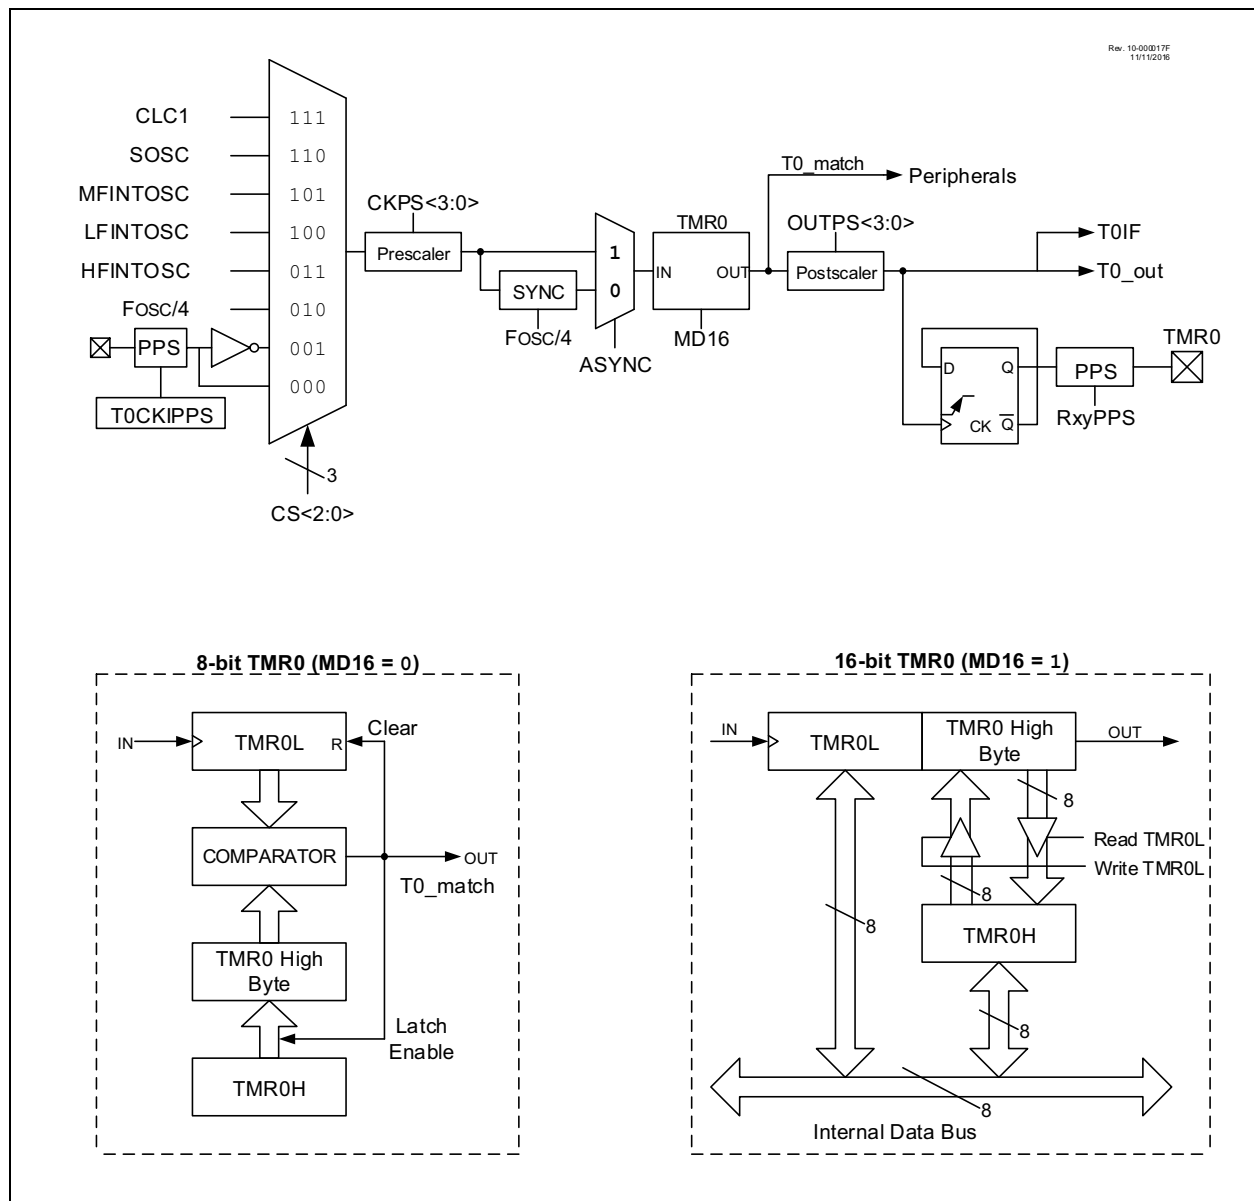 Rev. 10-000017F
11/11/2016
CLC1
111
SOSC
110
MFINTOSC
101
LFINTOSC
100
HFINTOSC
011
FOSC/4
010
PPS
001
000
T0CKIPPS
3
CS<2:0>
CKPS<3:0>
Prescaler
SYNC
FOSC/4
1
0
ASYNC
TMR0
IN
OUT
MD16
T0_match
Peripherals
OUTPS<3:0>
Postscaler
T0IF
T0_out
D
Q
CK
Q
PPS
RxyPPS
TMR0
8-bit TMR0 (MD16 = 0)
IN
TMR0L
R
Clear
COMPARATOR
OUT
T0_match
TMR0 High
Byte
Latch
Enable
TMR0H
16-bit TMR0 (MD16 = 1)
IN
TMR0L
TMR0 High
Byte
OUT
8
Read TMR0L
Write TMR0L
8
8
TMR0H
8
8
Internal Data Bus